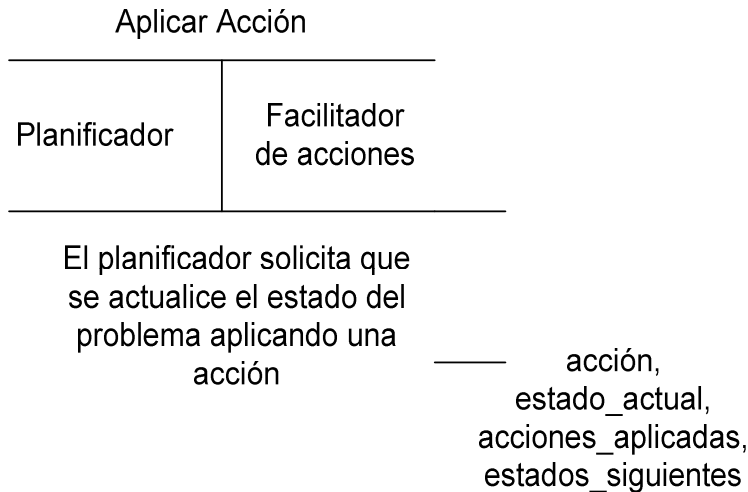 Aplicar Acción
Planificador
Facilitador
de acciones
El planificador solicita que
se actualice el estado del
problema aplicando una
acción
acción,
estado_actual,
acciones_aplicadas,
estados_siguientes